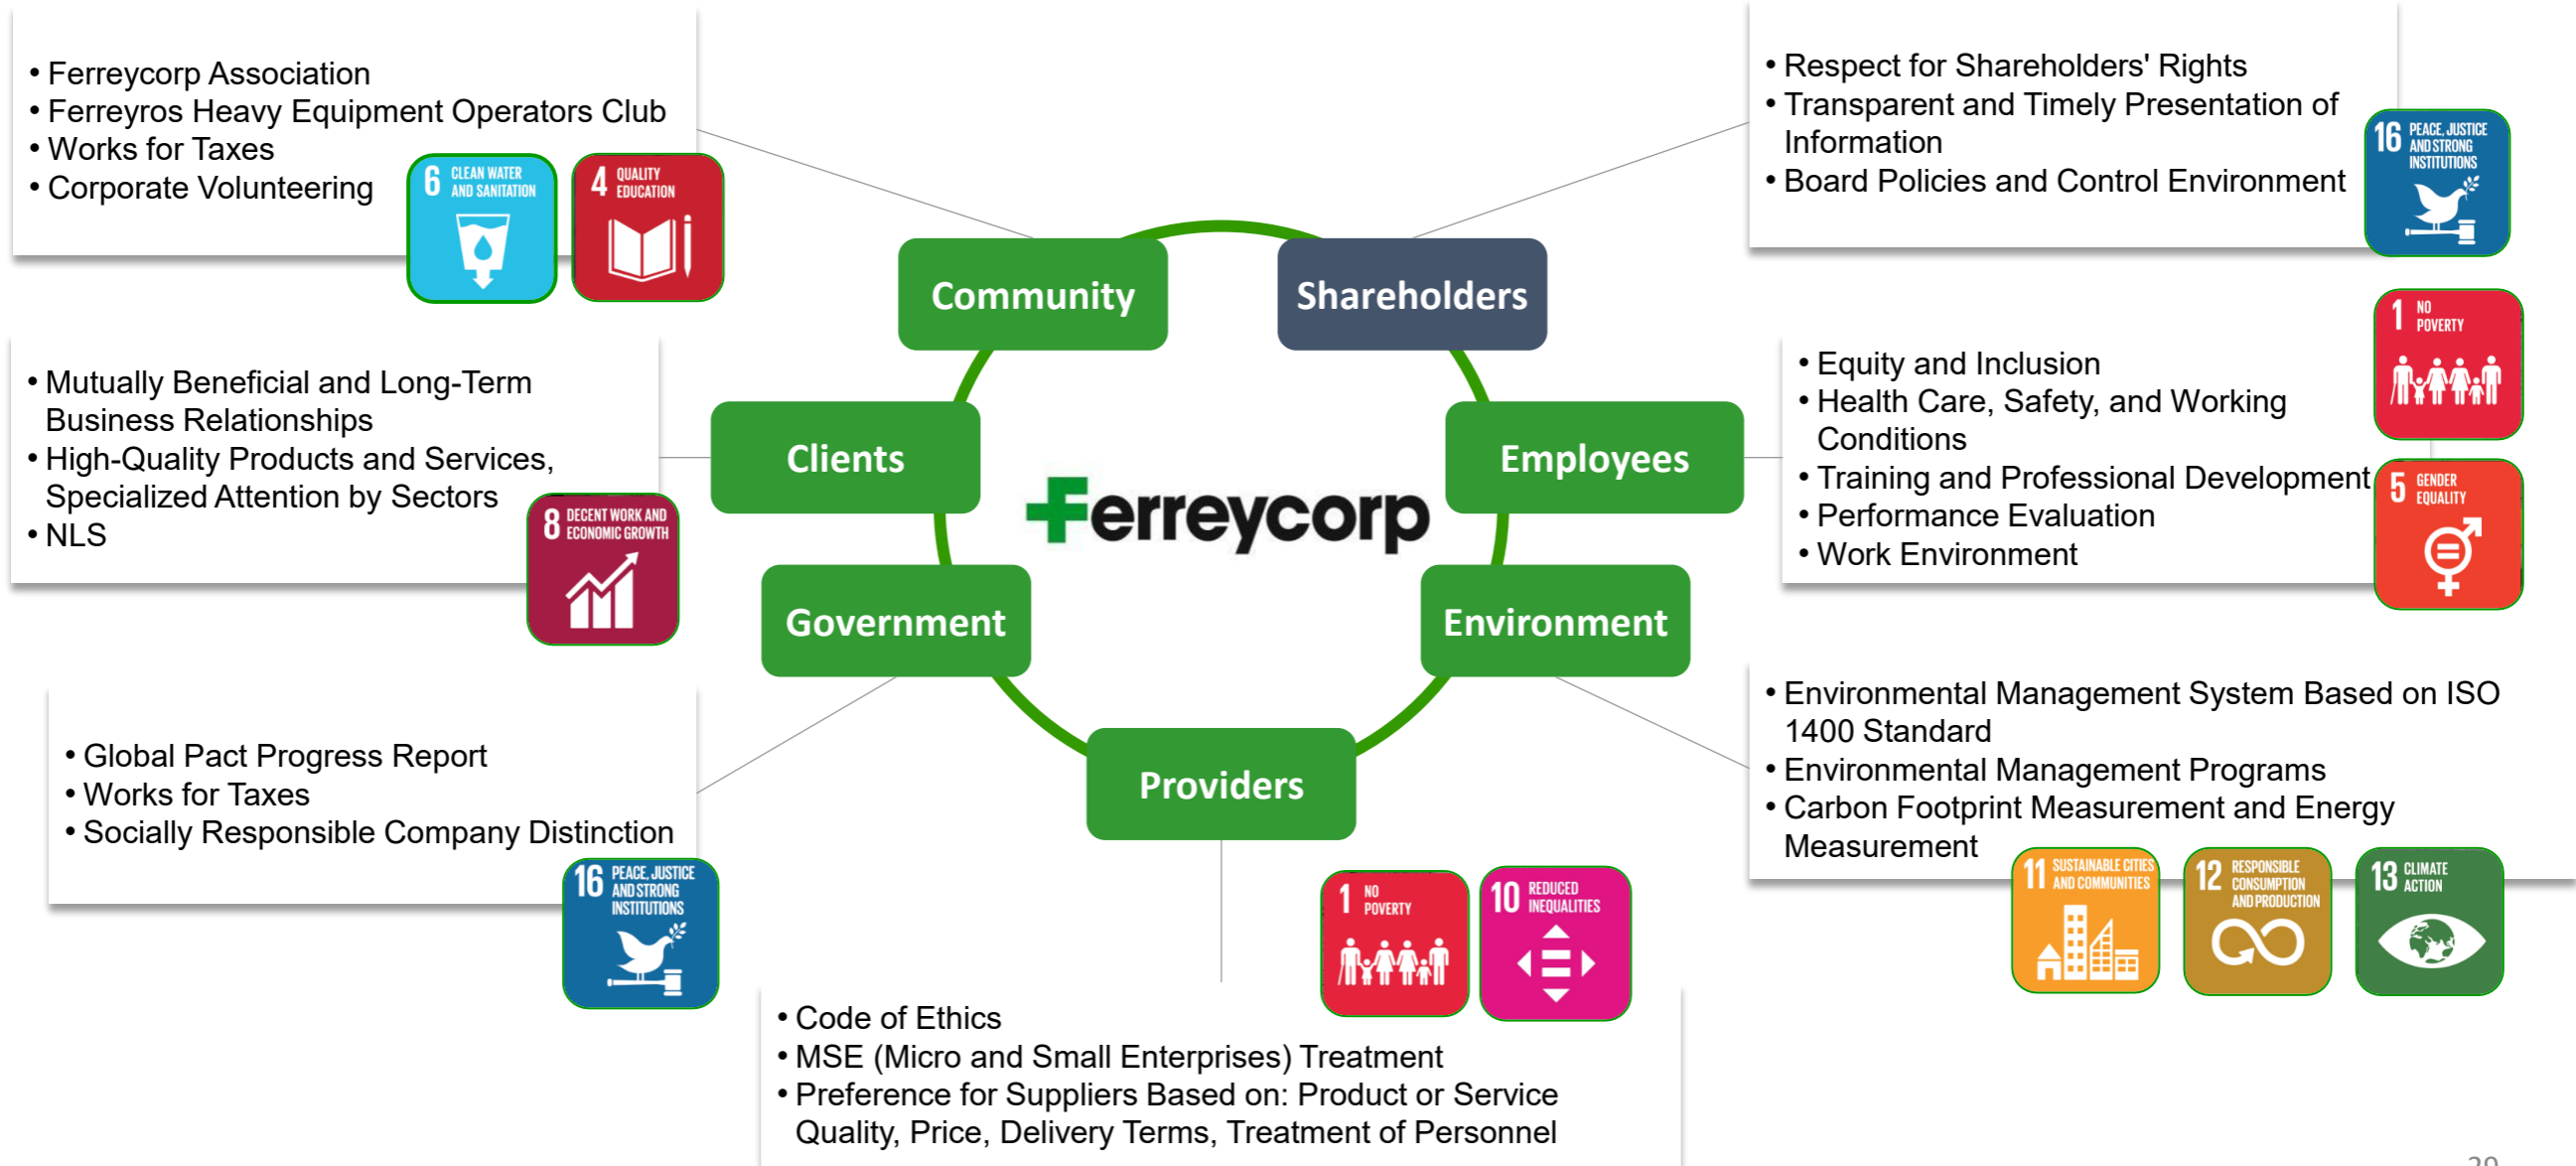 • Ferreycorp Association
• Ferreyros Heavy Equipment Operators Club
• Works for Taxes
• Corporate Volunteering
6 CLEAN WATER
AND SANITATION
4 QUALITY
EDUCATION
• Respect for Shareholders' Rights
• Transparent and Timely Presentation of
Information
• Board Policies and Control Environment
16 PEACE, JUSTICE
AND STRONG
INSTITUTIONS
Community
Shareholders
• Mutually Beneficial and Long-Term
Business Relationships
• High-Quality Products and Services,
Specialized Attention by Sectors
• NLS
8 DECENT WORK AND
ECONOMIC GROWTH
Clients
Ferreycorp
Employees
• Equity and Inclusion
• Health Care, Safety, and Working
Conditions
• Training and Professional Development
• Performance Evaluation
• Work Environment
1 NO
POVERTY
5 GENDER
EQUALITY
Government
Environment
• Global Pact Progress Report
• Works for Taxes
• Socially Responsible Company Distinction
16 PEACE, JUSTICE
AND STRONG
INSTITUTIONS
Providers
• Environmental Management System Based on ISO
1400 Standard
• Environmental Management Programs
• Carbon Footprint Measurement and Energy
Measurement
11 SUSTAINABLE CITIES
AND COMMUNITIES
12 RESPONSIBLE
CONSUMPTION
AND PRODUCTION
13 CLIMATE
ACTION
1 NO
POVERTY
10 REDUCED
INEQUALITIES
• Code of Ethics
• MSE (Micro and Small Enterprises) Treatment
• Preference for Suppliers Based on: Product or Service
Quality, Price, Delivery Terms, Treatment of Personnel